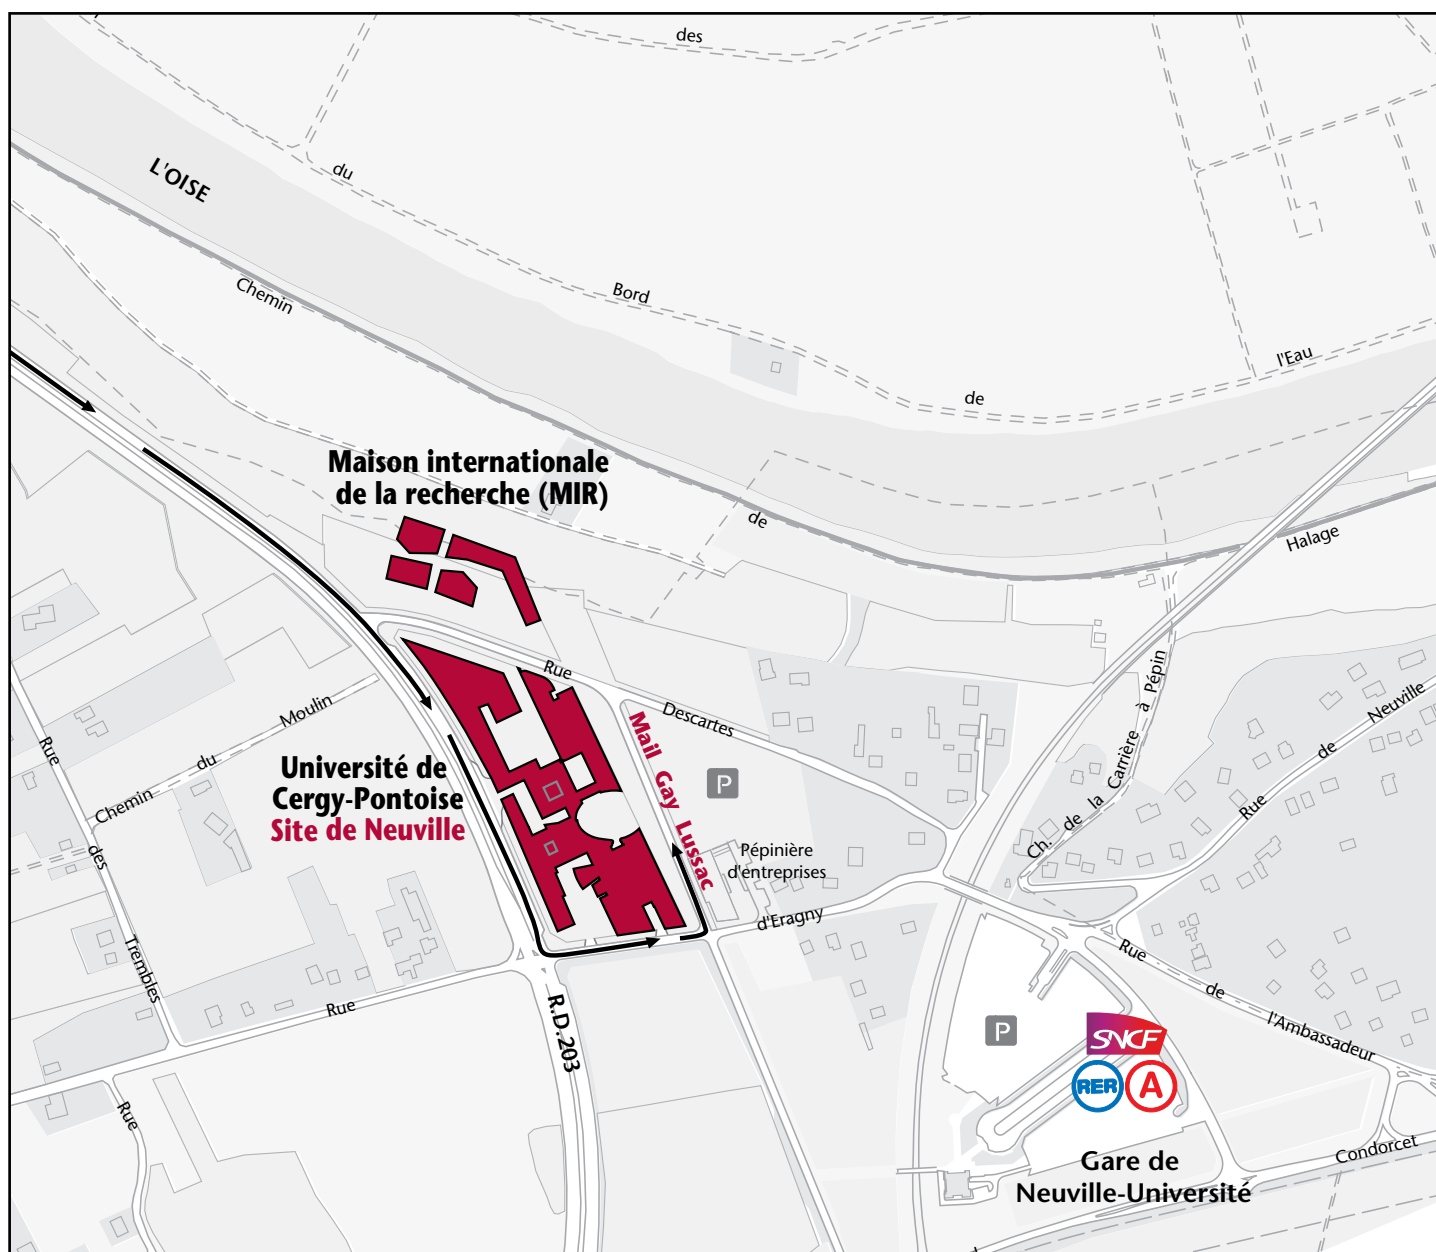 des
du
L'OISE
Chemin
Bord
l'Eau
de
Maison internationale
de la recherche (MIR)
de
Halage
Rue
Descartes
Ch. de la Carrière à Pépin
Rue de Neuville
Rue
des
Trembles
Chemin du Moulin
Université de
Cergy-Pontoise
Site de Neuville
Mail Gay Lussac
P
Pépinière
d'entreprises
Rue
d'Eragny
R.D.203
Rue
de
l'Ambassadeur
P
SNCF
RER A
Rue
Gare de
Neuville-Université
Condorcet